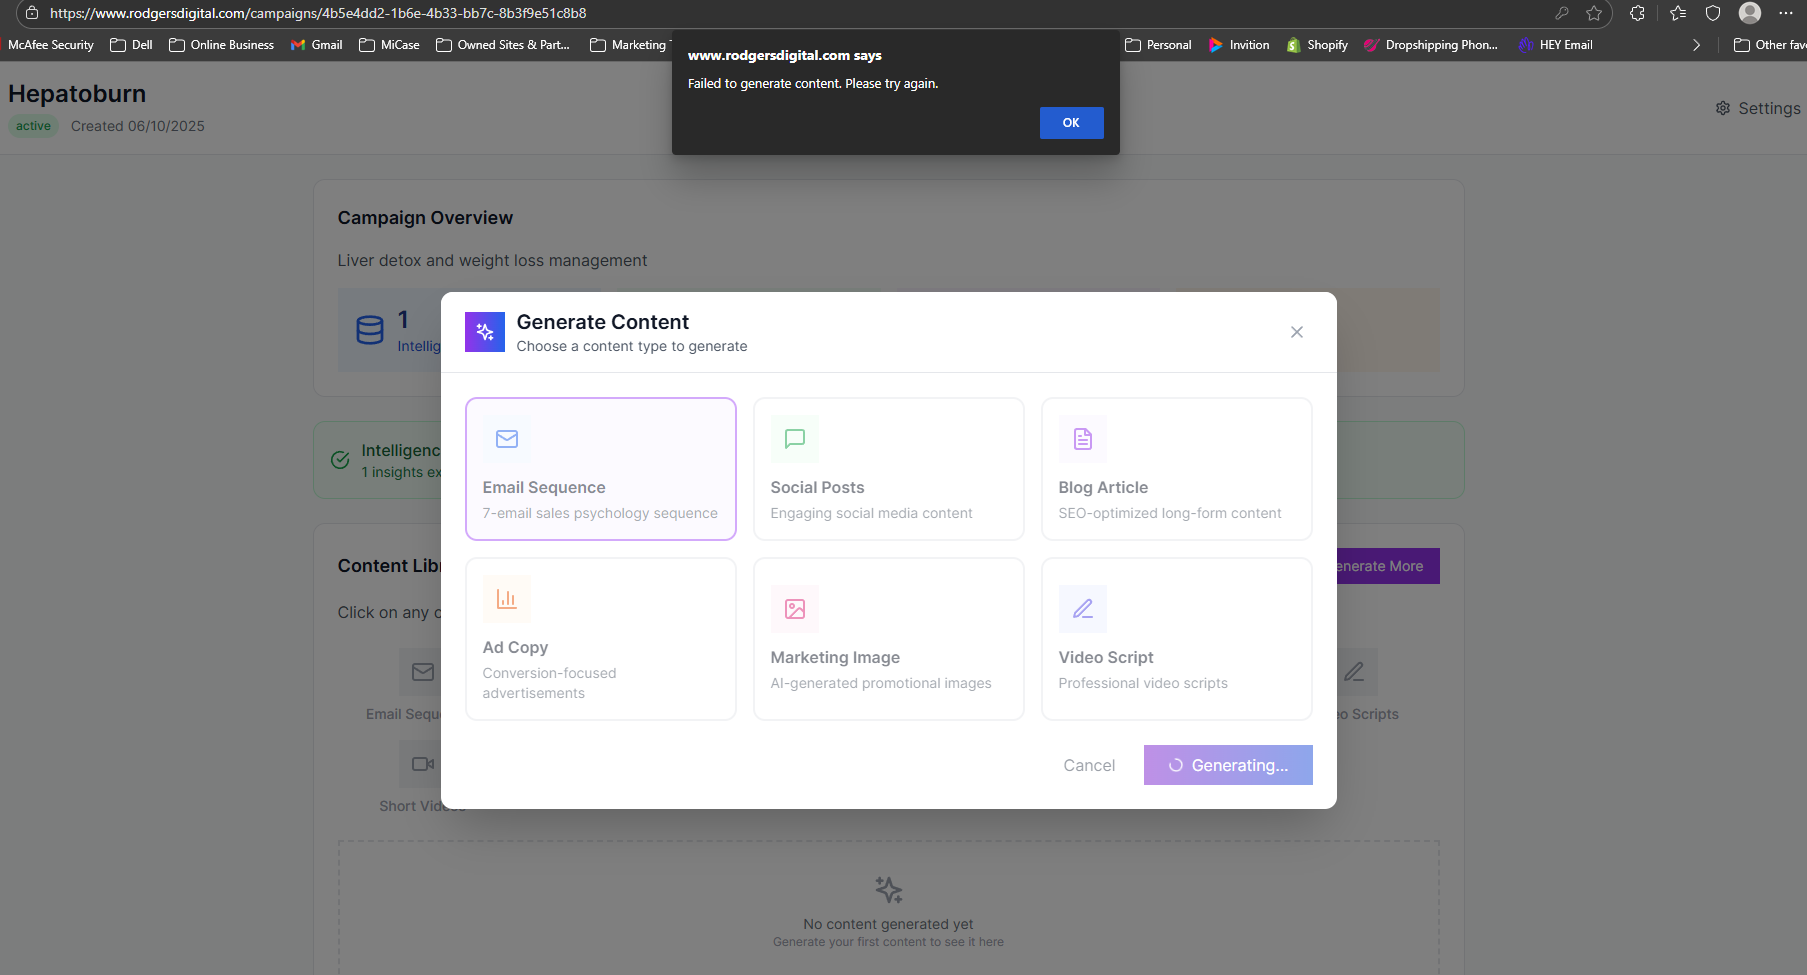 https://www.rodgersdigital.com/campaigns/4b5e4dd2-1b6e-4b33-bb7c-8b3f9e51c8b8
McAfee Security Dell Online Business Gmail MiCase Owned Sites & Part... Marketing Personal Invition Shopify Dropshipping Phon... HEY Email Other fav
www.rodgersdigital.com says
Failed to generate content. Please try again.
OK
Hepatoburn
active Created 06/10/2025
Settings
Campaign Overview
Liver detox and weight loss management
1
Intellig
Generate Content
Choose a content type to generate
Email Sequence
7-email sales psychology sequence
Social Posts
Engaging social media content
Blog Article
SEO-optimized long-form content
Ad Copy
Conversion-focused
advertisements
Marketing Image
AI-generated promotional images
Video Script
Professional video scripts
Cancel Generating...
Intelligenc
1 insights ex
Content Lib
enerate More
Click on any c
Email Sequ
eo Scripts
Short Videos
No content generated yet
Generate your first content to see it here